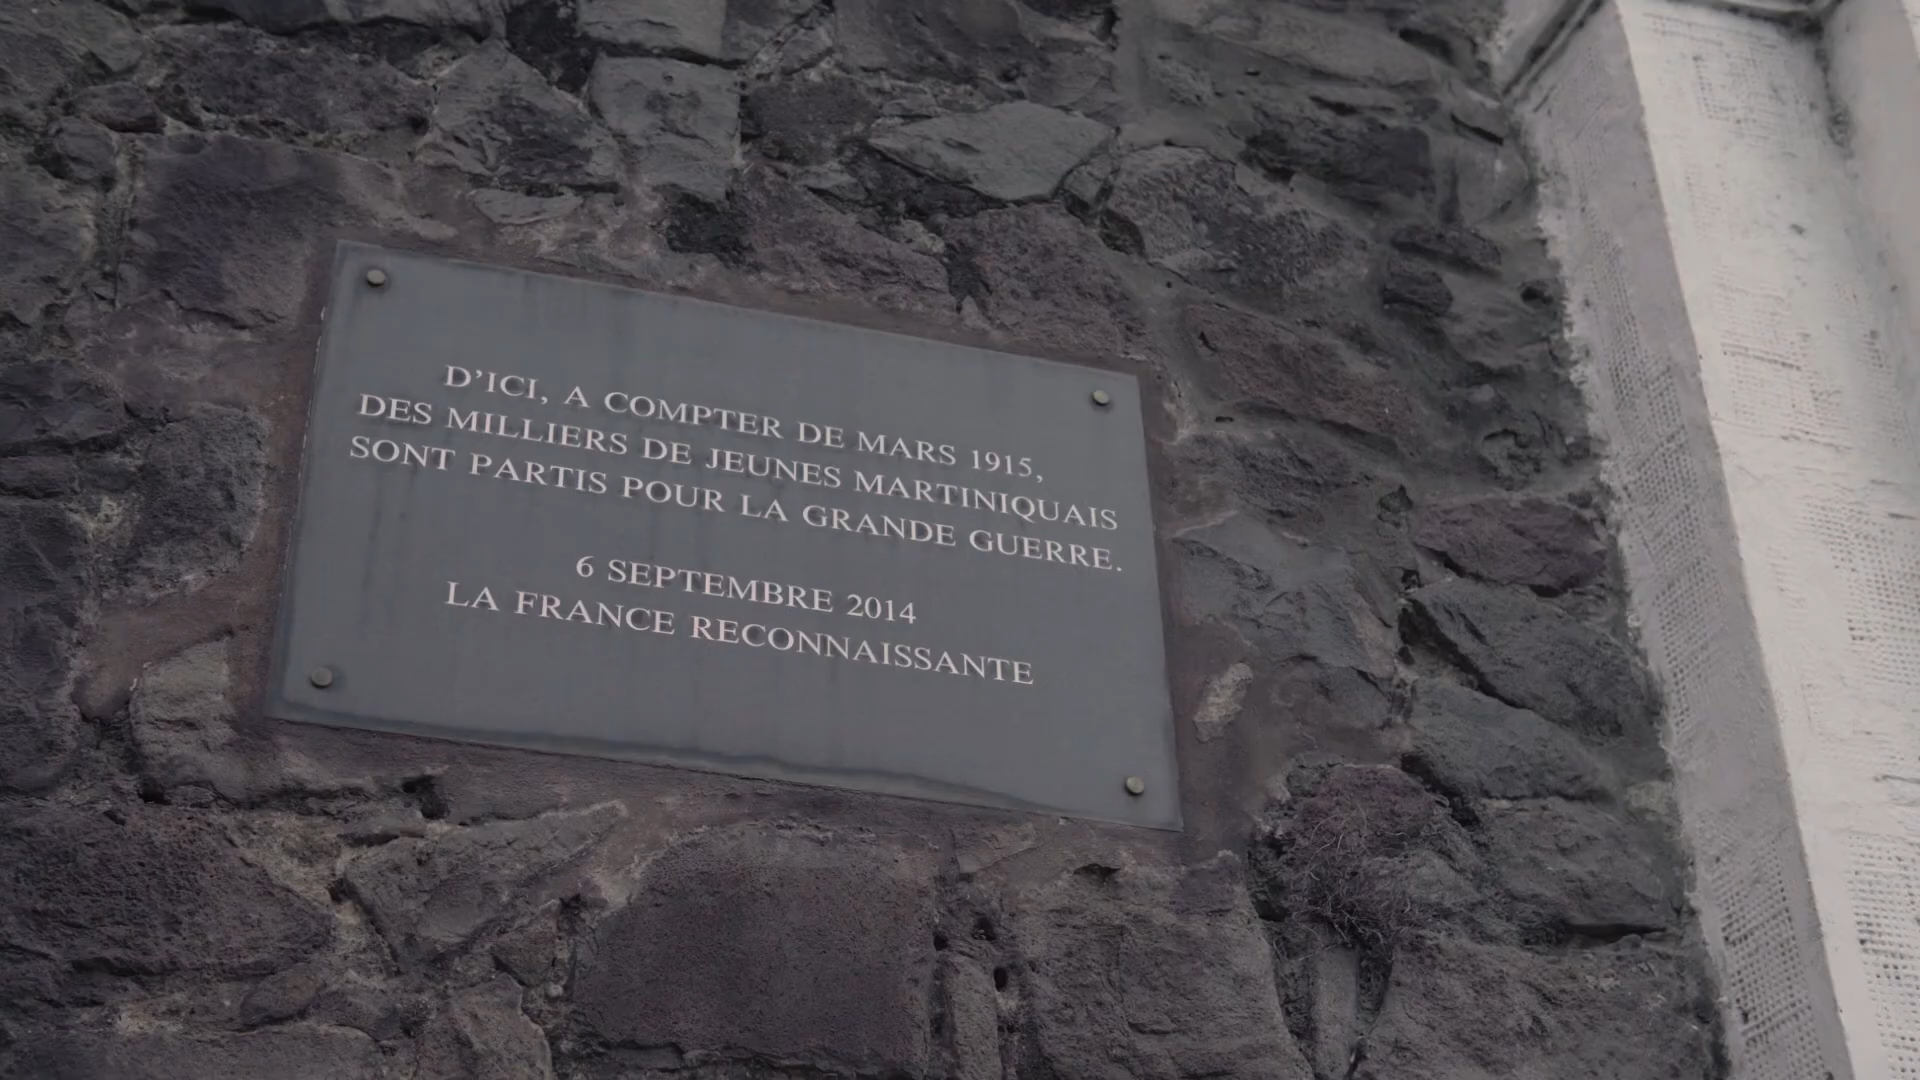 D'ICI, A COMPTER DE MARS 1915,
DES MILLIERS DE JEUNES MARTINIQUAIS
SONT PARTIS POUR LA GRANDE GUERRE.
6 SEPTEMBRE 2014
LA FRANCE RECONNAISSANTE